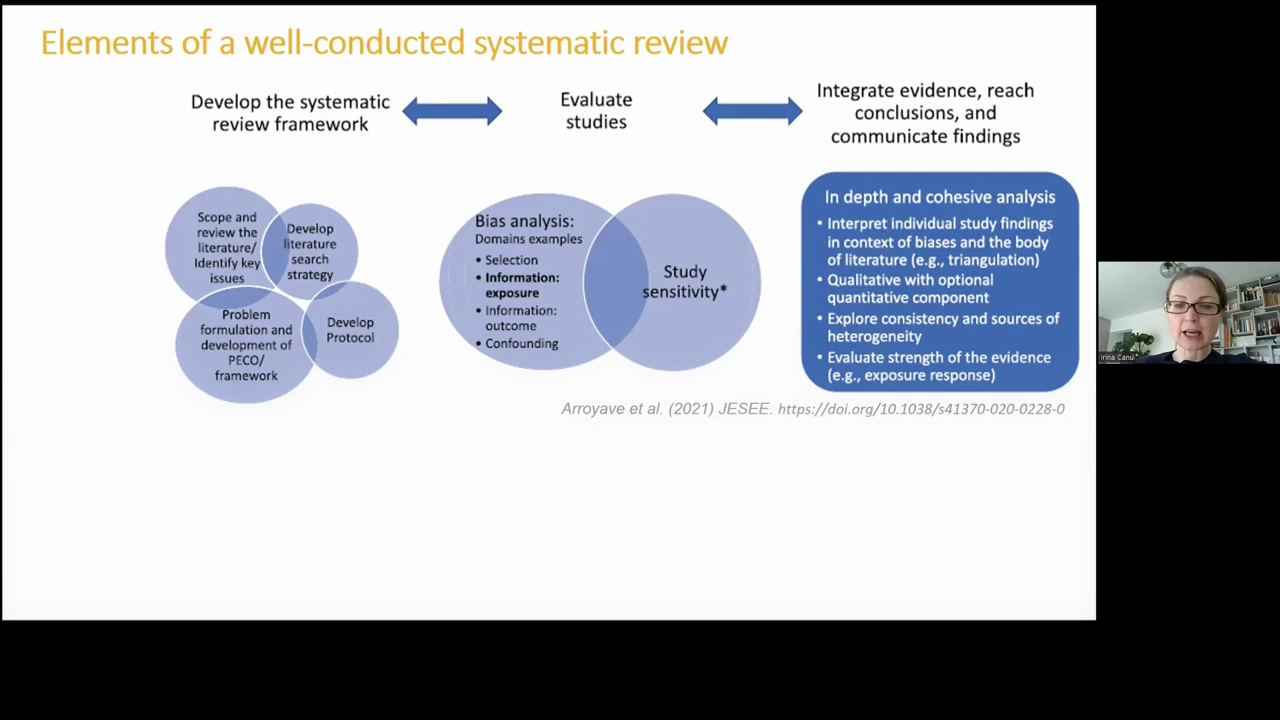 Elements of a well-conducted systematic review
Develop the systematic
review framework
Evaluate
studies
Integrate evidence, reach
conclusions, and
communicate findings
Scope and
review the
literature/
Identify key
issues
Develop
literature
search
strategy
Problem
formulation and
development of
PECO/
framework
Develop
Protocol
Bias analysis:
Domains examples
• Selection
• Information:
exposure
• Information:
outcome
• Confounding
Study
sensitivity*
In depth and cohesive analysis
• Interpret individual study findings
in context of biases and the body
of literature (e.g., triangulation)
• Qualitative with optional
quantitative component
• Explore consistency and sources of
heterogeneity
• Evaluate strength of the evidence
(e.g., exposure response)
Arroyave et al. (2021) JESEE. https://doi.org/10.1038/s41370-020-0228-0
Irina Canu